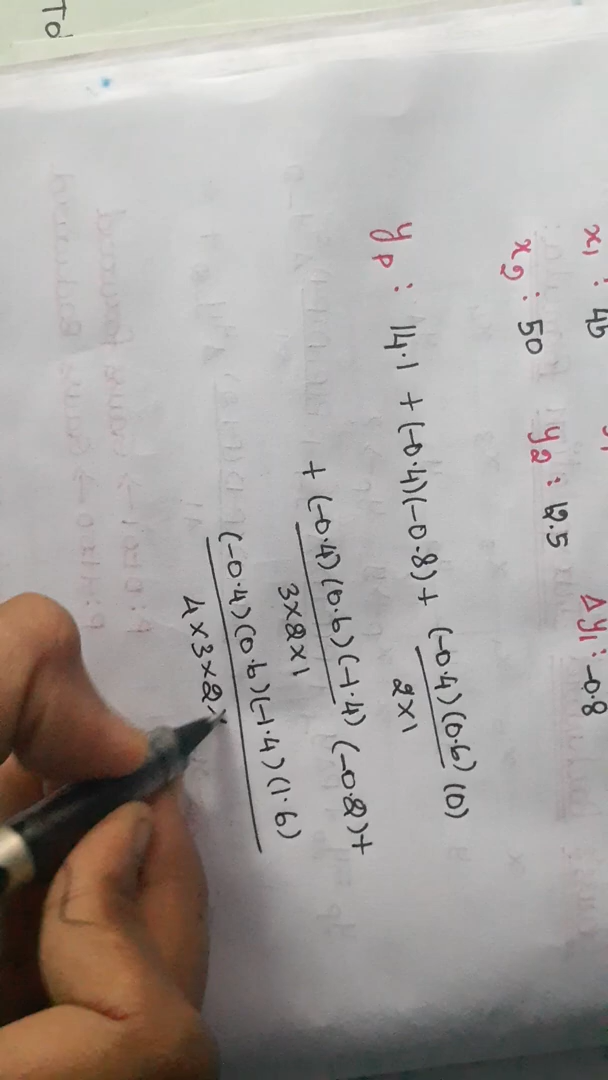 To
x₁ : 45 Δy₁ : -0.8
x₂ : 50 y₂ : 12.5
yₚ : 14.1 + (-0.4)(-0.8) + (-0.4)(0.6) (0)
2×1
+ (-0.4)(0.6)(-1.4) (-0.2)+
3×2×1
(-0.4)(0.6)(-1.4)(1.6)
4×3×2